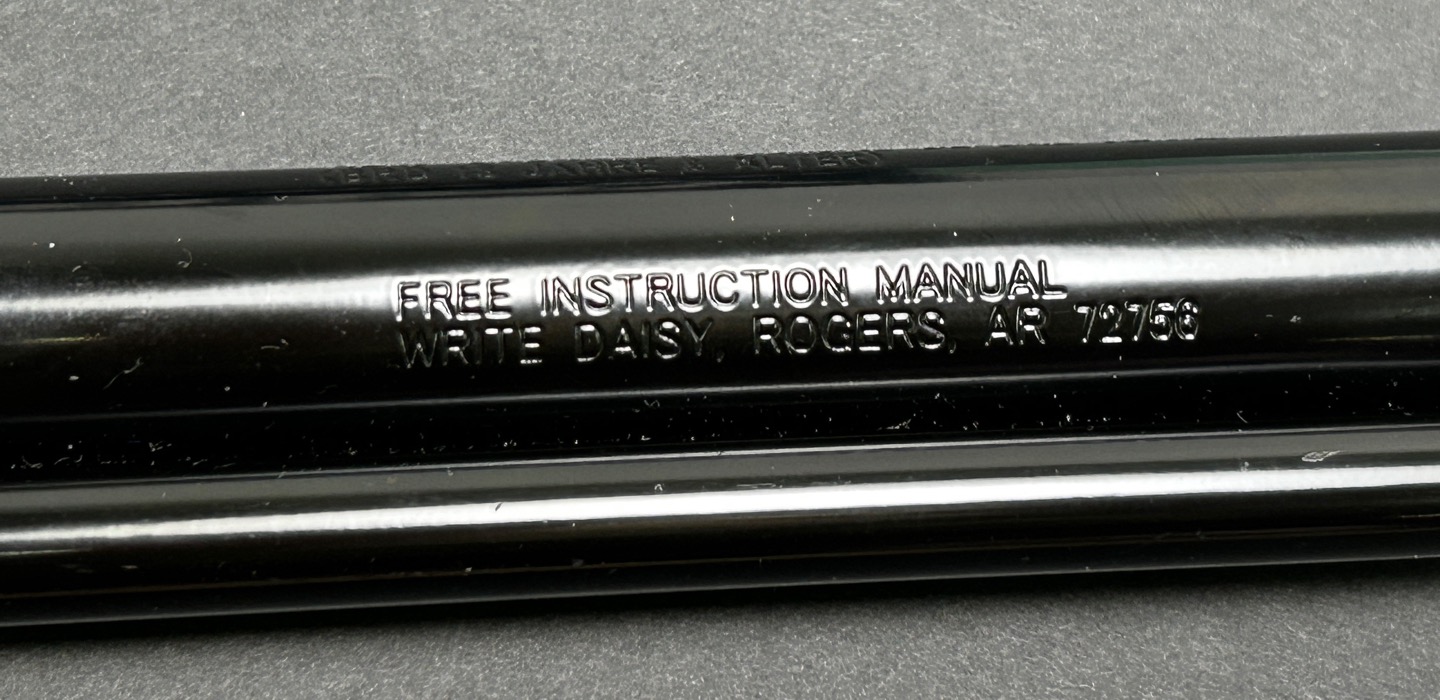 FREE INSTRUCTION MANUAL
WRITE DAISY, ROGERS, AR 72756